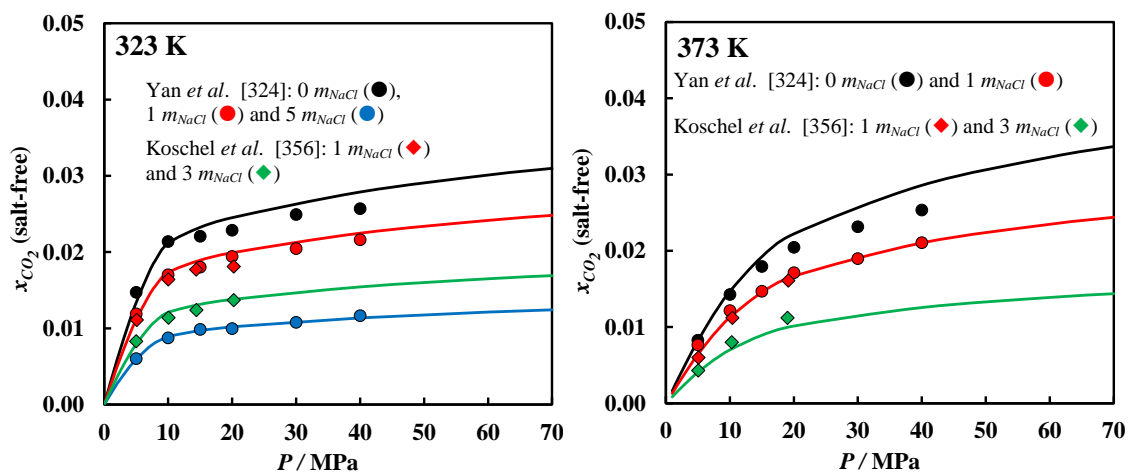 323 K
Yan et al. [324]: 0 mNaCl (●),
1 mNaCl (●) and 5 mNaCl (●)
Koschel et al. [356]: 1 mNaCl (◆)
and 3 mNaCl (◆)
0.05
0.04
0.03
0.02
0.01
0.00
xCO2 (salt-free)
0 10 20 30 40 50 60 70
P / MPa
373 K
Yan et al. [324]: 0 mNaCl (●) and 1 mNaCl (●)
Koschel et al. [356]: 1 mNaCl (◆) and 3 mNaCl (◆)
0.05
0.04
0.03
0.02
0.01
0.00
xCO2 (salt-free)
0 10 20 30 40 50 60 70
P / MPa